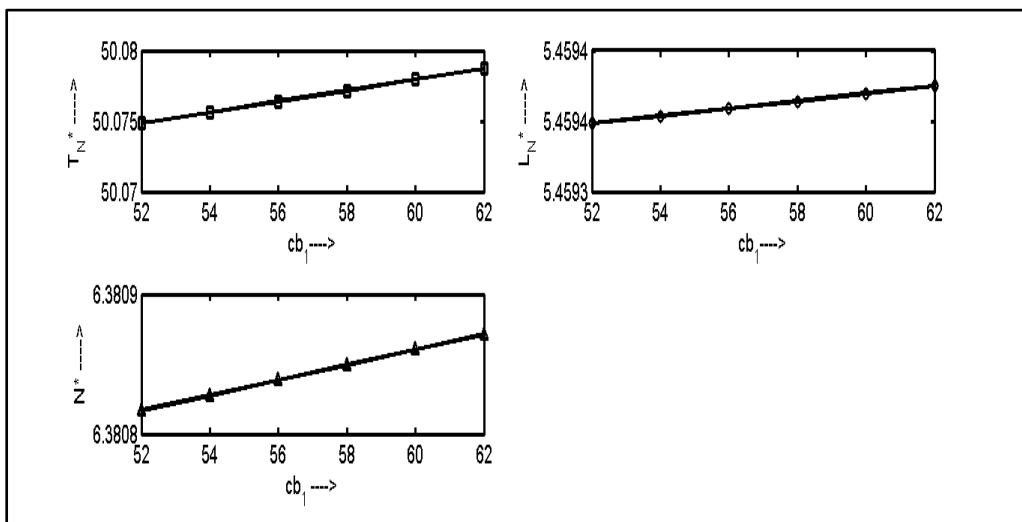 50.08
50.075
50.07
T_N* ---->
52 54 56 58 60 62
cb_1---->
5.4594
5.4594
5.4593
L_N* ---->
52 54 56 58 60 62
cb_1---->
6.3809
6.3808
N* ---->
52 54 56 58 60 62
cb_1---->